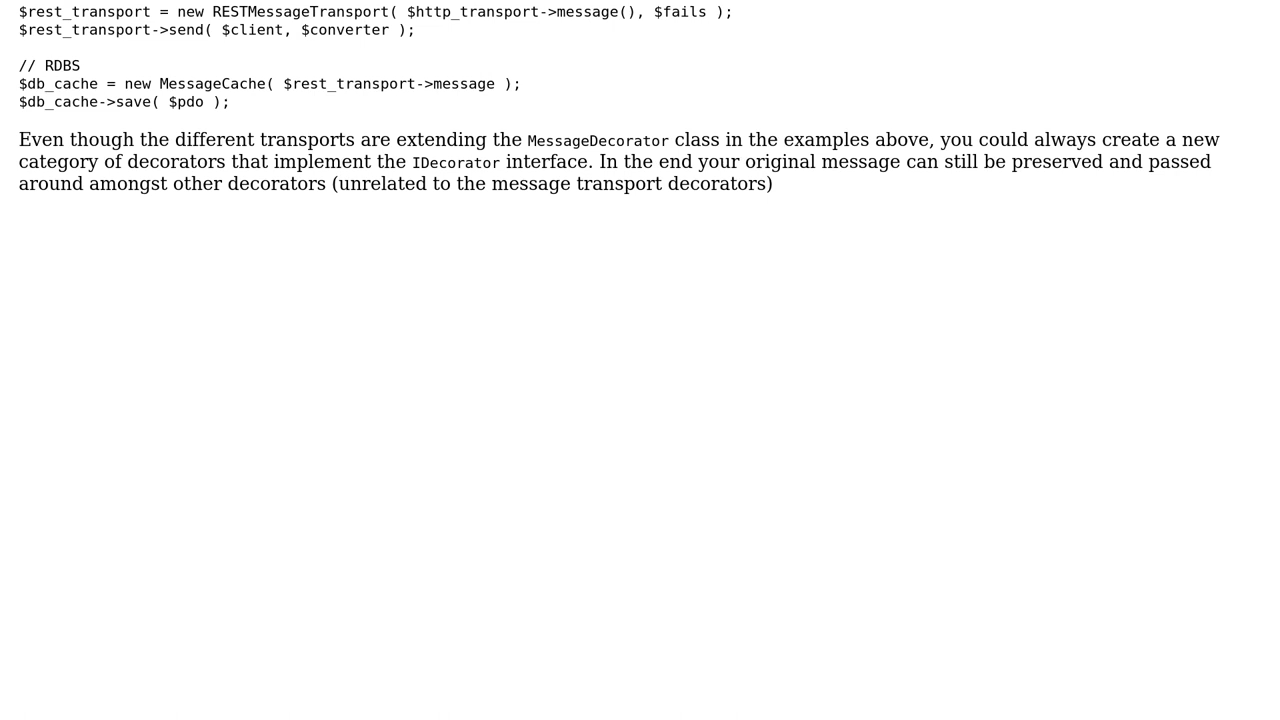 $rest_transport = new RESTMessageTransport( $http_transport->message(), $fails );
$rest_transport->send( $client, $converter );
// RDBS
$db_cache = new MessageCache( $rest_transport->message );
$db_cache->save( $pdo );
Even though the different transports are extending the MessageDecorator class in the examples above, you could always create a new
category of decorators that implement the IDecorator interface. In the end your original message can still be preserved and passed
around amongst other decorators (unrelated to the message transport decorators)